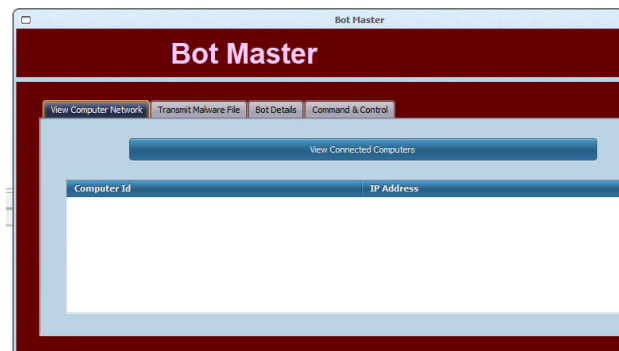 Bot Master
Bot Master
View Computer Network Transmit Malware File Bot Details Command & Control
View Connected Computers
Computer Id IP Address